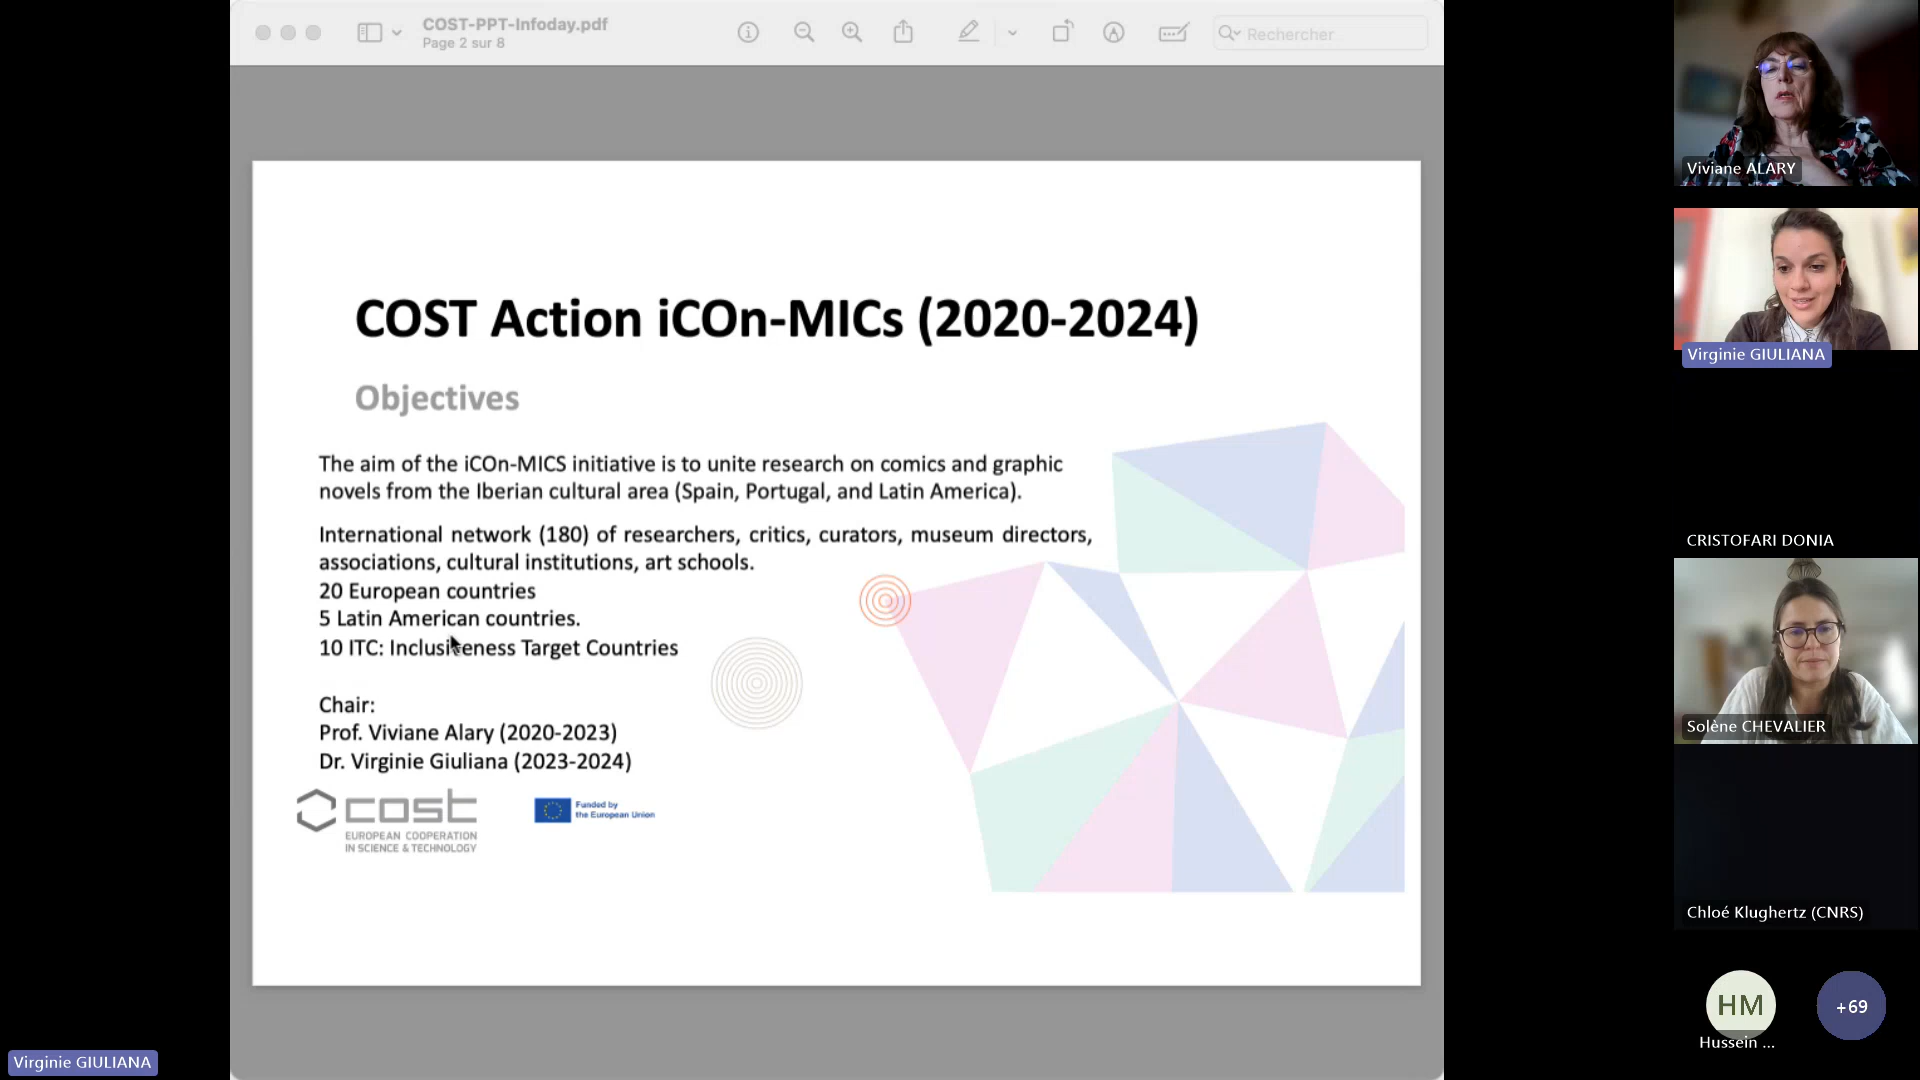 COST-PPT-Infoday.pdf
Page 2 sur 8
Rechercher
COST Action iCOn-MICs (2020-2024)
Objectives
The aim of the iCOn-MICS initiative is to unite research on comics and graphic
novels from the Iberian cultural area (Spain, Portugal, and Latin America).
International network (180) of researchers, critics, curators, museum directors,
associations, cultural institutions, art schools.
20 European countries
5 Latin American countries.
10 ITC: Inclusiveness Target Countries
Chair:
Prof. Viviane Alary (2020-2023)
Dr. Virginie Giuliana (2023-2024)
cost
EUROPEAN COOPERATION
IN SCIENCE & TECHNOLOGY
Funded by
the European Union
Viviane ALARY
Virginie GIULIANA
CRISTOFARI DONIA
Solène CHEVALIER
Chloé Klughertz (CNRS)
HM
+69
Hussein ...
Virginie GIULIANA